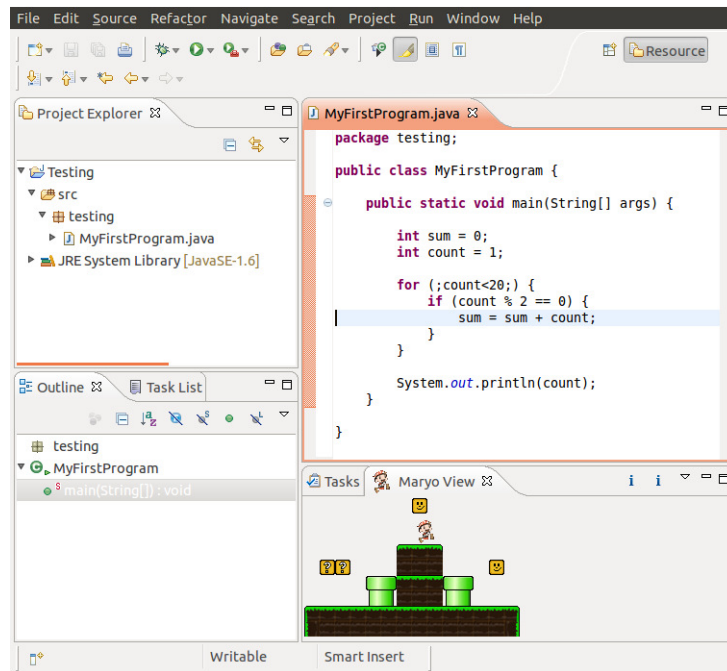 File Edit Source Refactor Navigate Search Project Run Window Help
Resource
Project Explorer
Testing
src
testing
MyFirstProgram.java
JRE System Library [JavaSE-1.6]
MyFirstProgram.java
package testing;
public class MyFirstProgram {
public static void main(String[] args) {
int sum = 0;
int count = 1;
for (;count<20;) {
if (count % 2 == 0) {
sum = sum + count;
}
}
System.out.println(count);
}
}
Outline Task List
testing
MyFirstProgram
main(String[]) : void
Tasks Maryo View
Writable Smart Insert